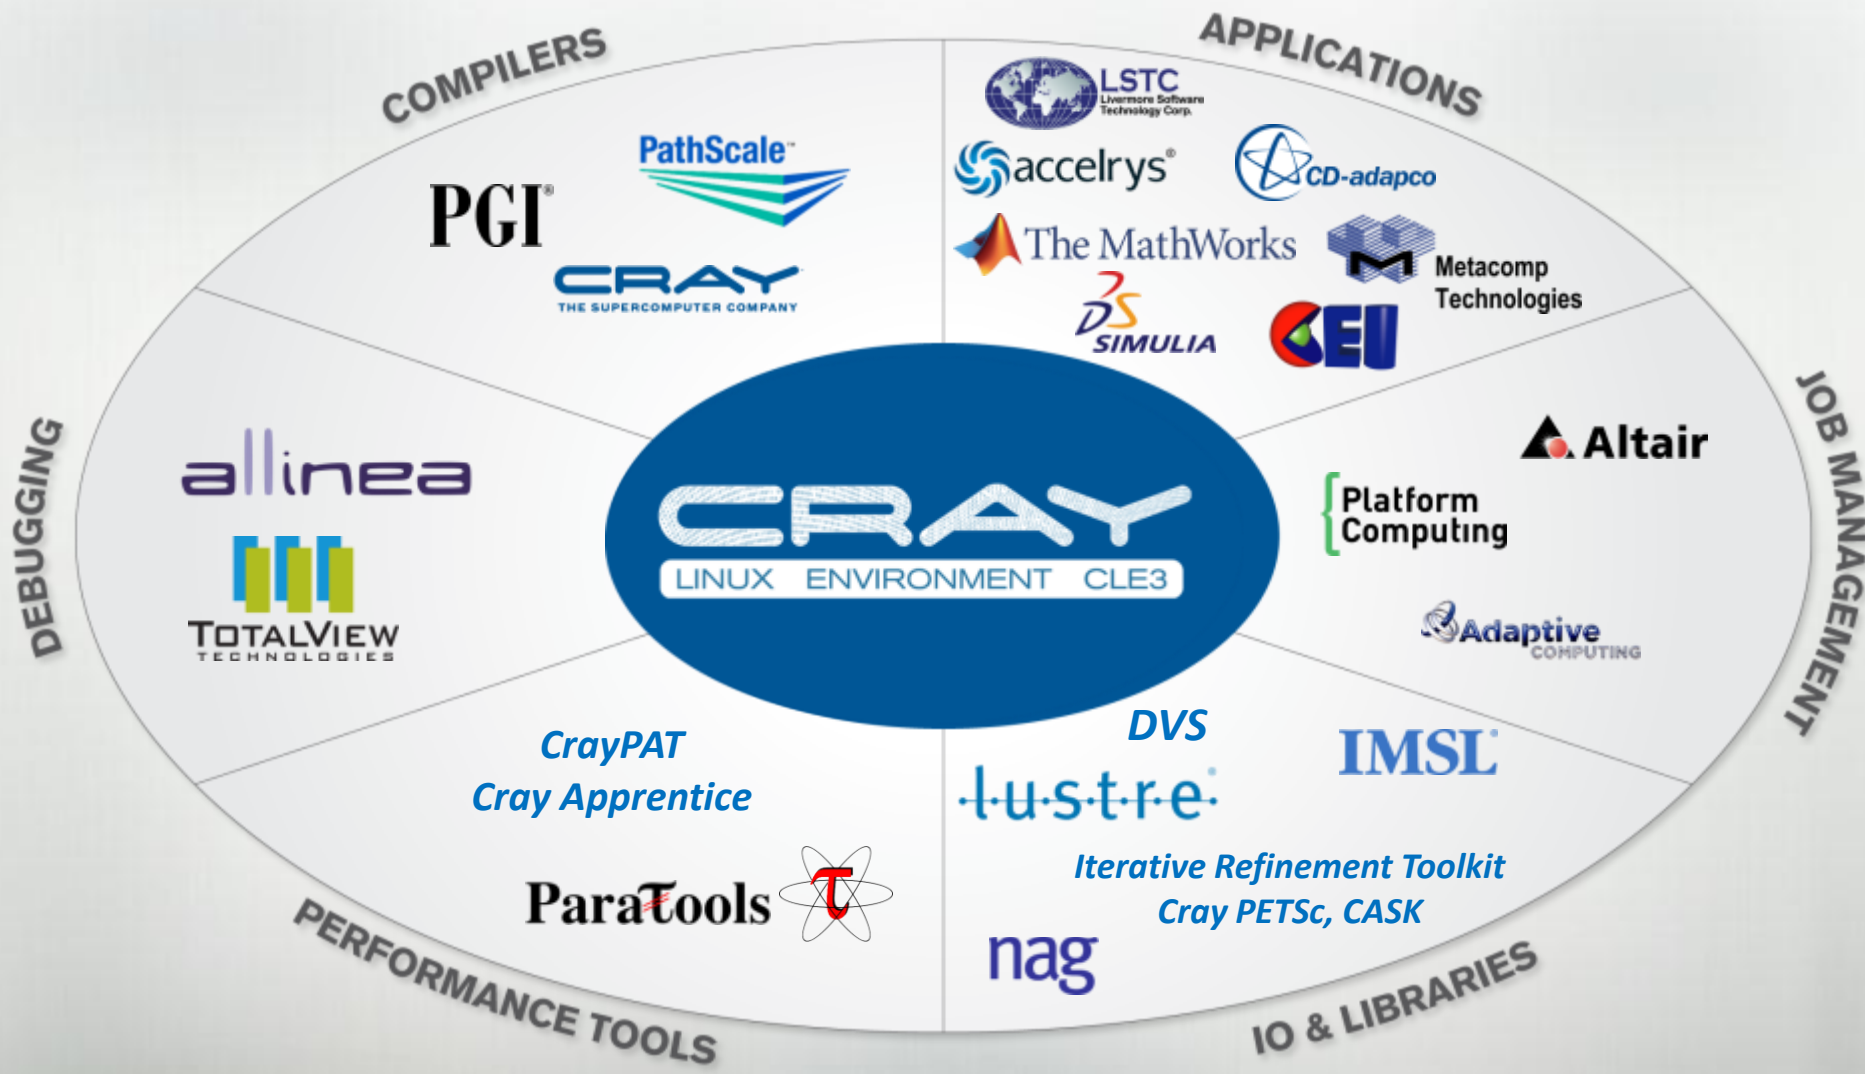 COMPILERS
PathScale™
PGI®
CRAY
THE SUPERCOMPUTER COMPANY
APPLICATIONS
LSTC
Livermore Software
Technology Corp.
accelrys®
CD-adapco
The MathWorks
Metacomp
Technologies
SIMULIA
CEI
DEBUGGING
allinea
TOTALVIEW
TECHNOLOGIES
CRAY
LINUX ENVIRONMENT CLE3
JOB MANAGEMENT
Altair
Platform
Computing
Adaptive
COMPUTING
PERFORMANCE TOOLS
CrayPAT
Cray Apprentice
ParaTools
τ
IO & LIBRARIES
DVS
IMSL®
l·u·s·t·r·e®
Iterative Refinement Toolkit
Cray PETSc, CASK
nag